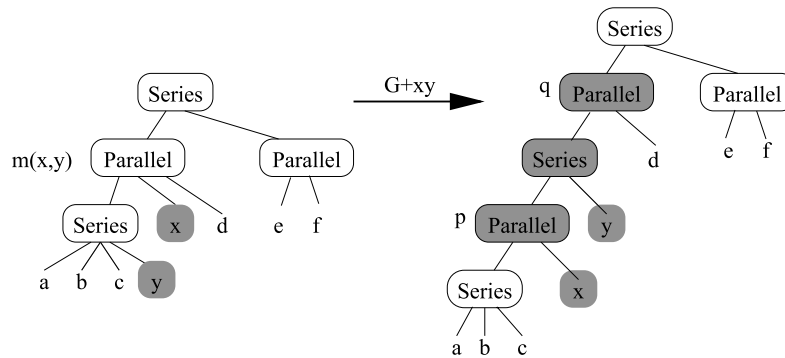 Series
G+xy
Series
q Parallel Parallel
m(x,y) Parallel Parallel
Series d e f
Series x d e f
p Parallel y
a b c y
Series x
a b c